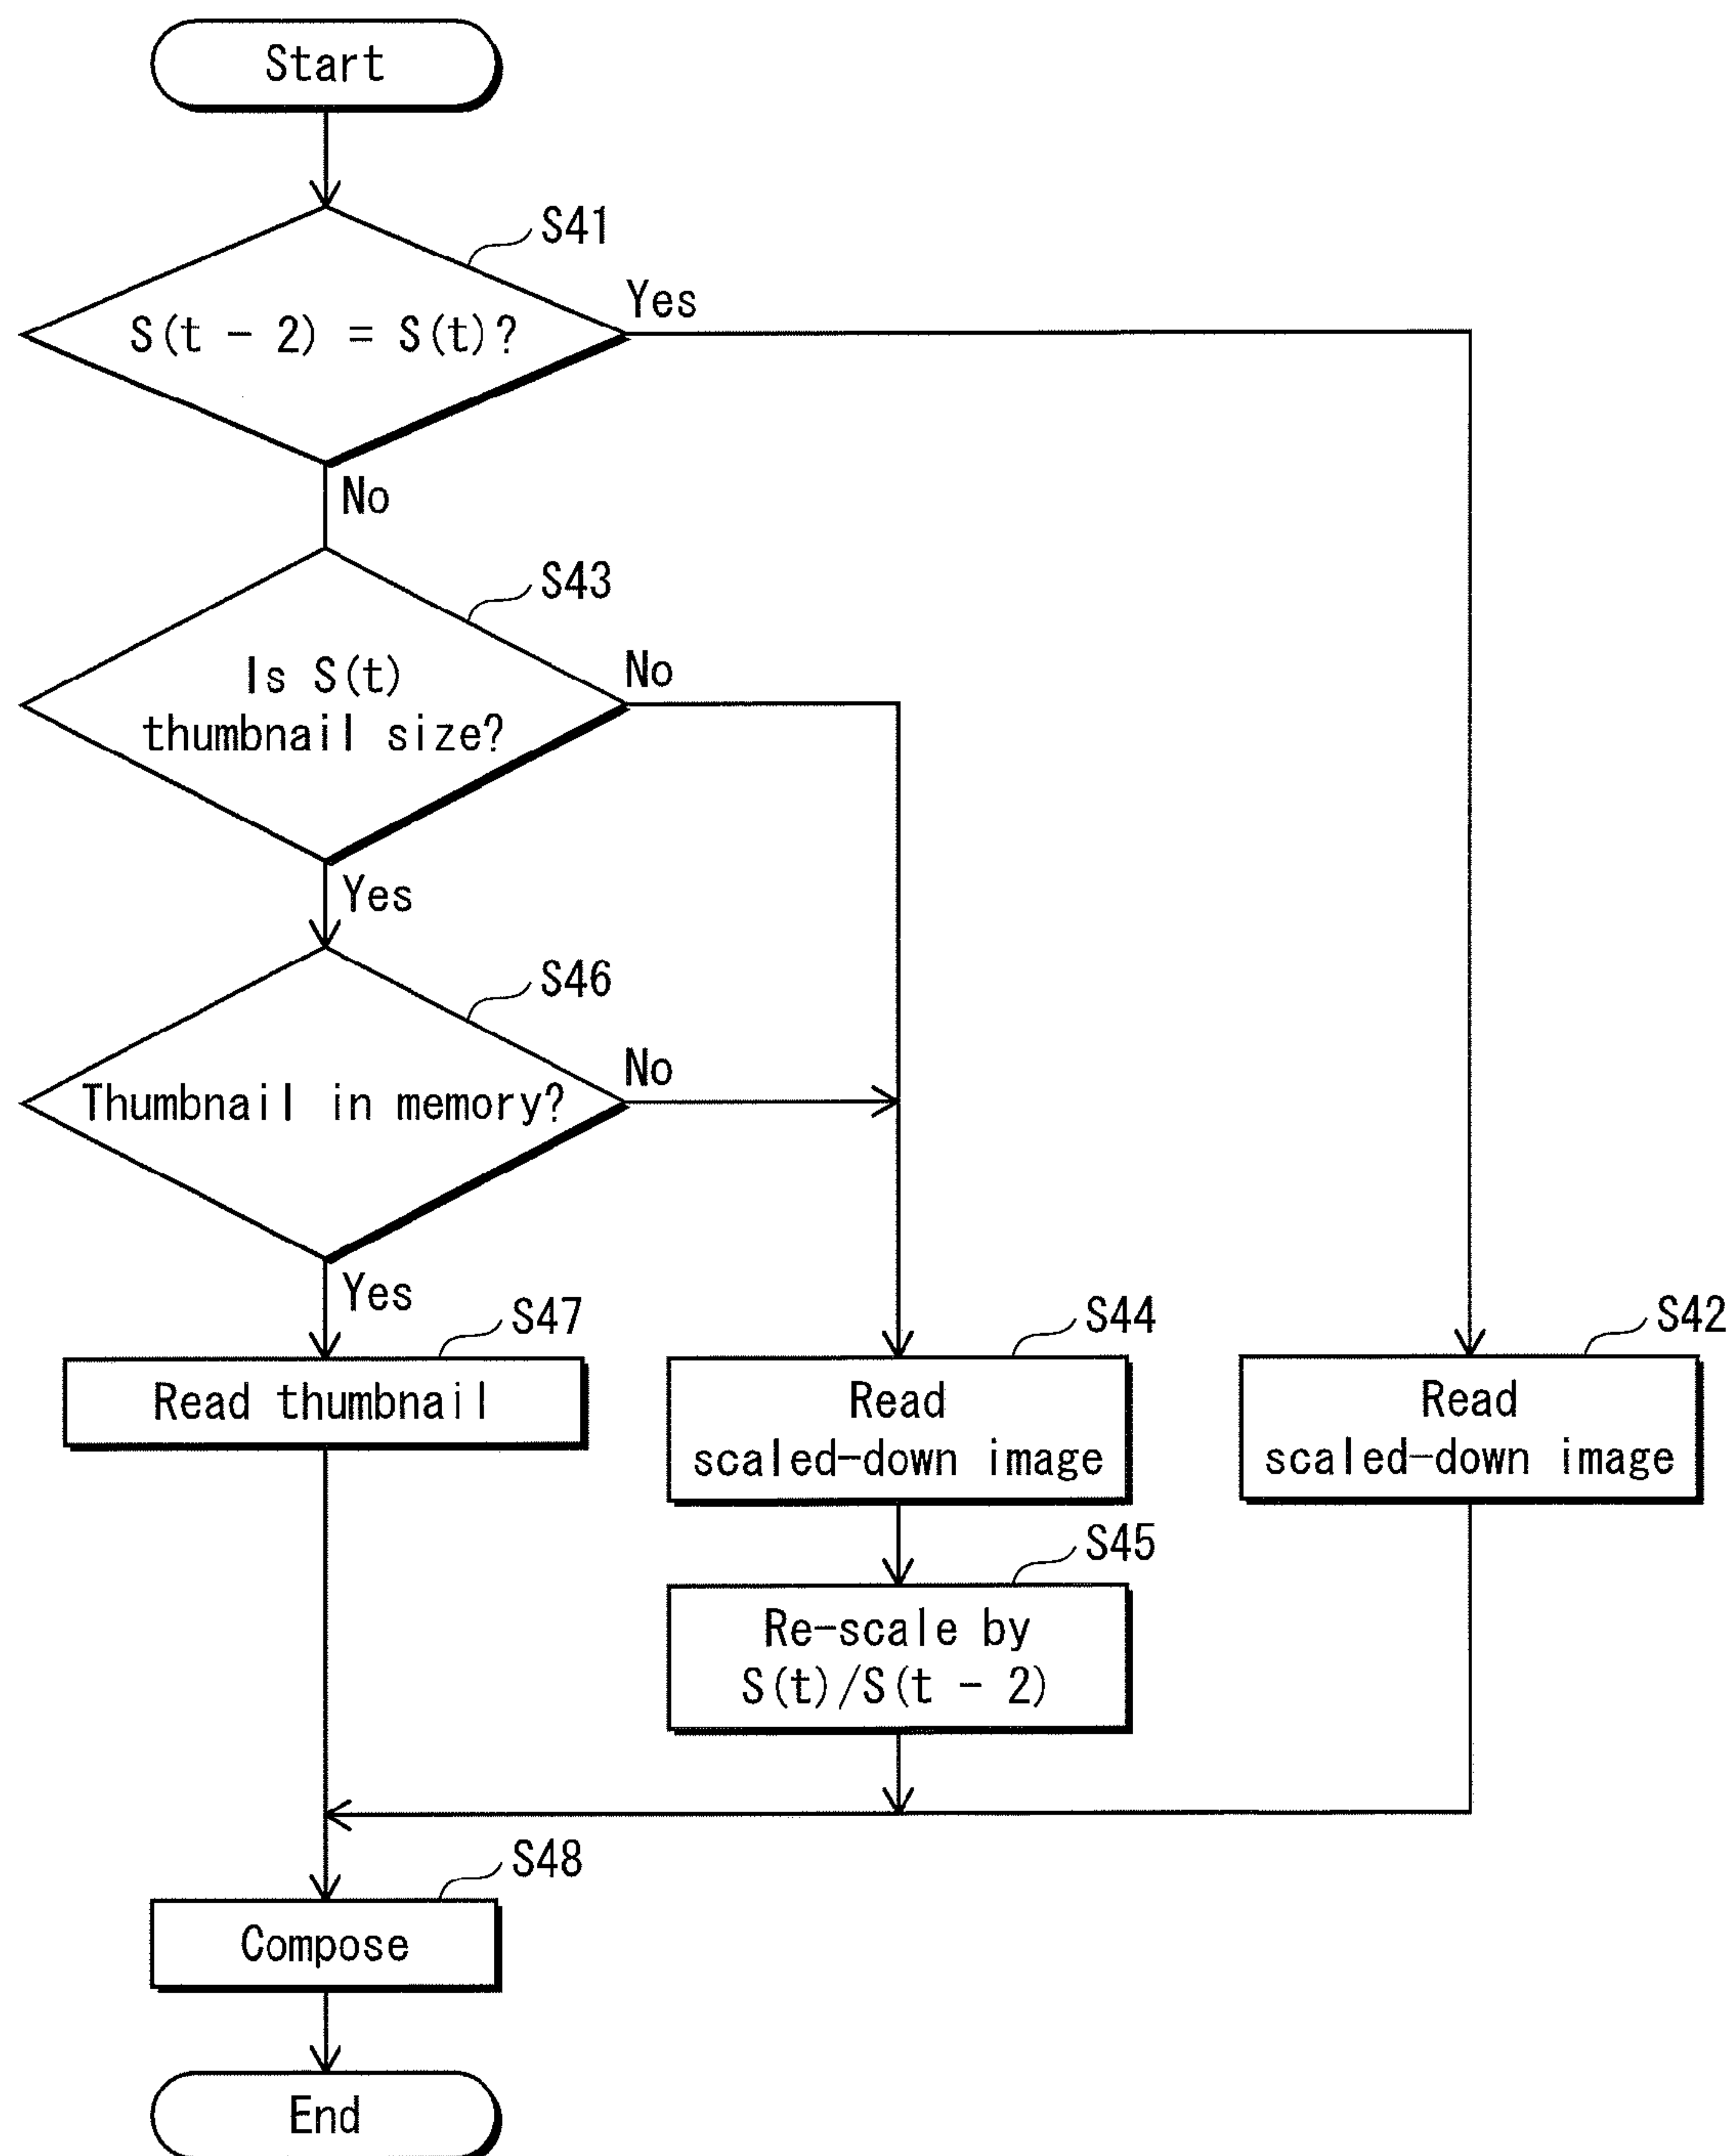 Start
S41
S(t - 2) = S(t)?
Yes
No
S43
Is S(t)
thumbnail size?
No
Yes
S46
Thumbnail in memory?
No
Yes
S47
Read thumbnail
S44
Read
scaled-down image
S42
Read
scaled-down image
S45
Re-scale by
S(t)/S(t - 2)
S48
Compose
End